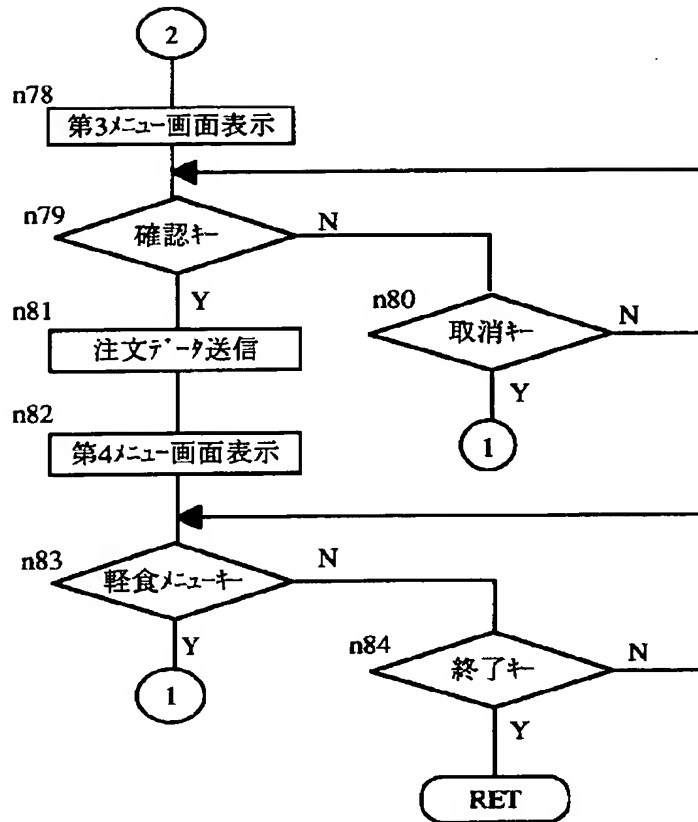 2
n78
第3メニュー画面表示
n79
確認キー
N
Y
n80
取消キー
N
Y
1
n81
注文データ送信
n82
第4メニュー画面表示
n83
軽食メニューキー
N
Y
1
n84
終了キー
N
Y
RET